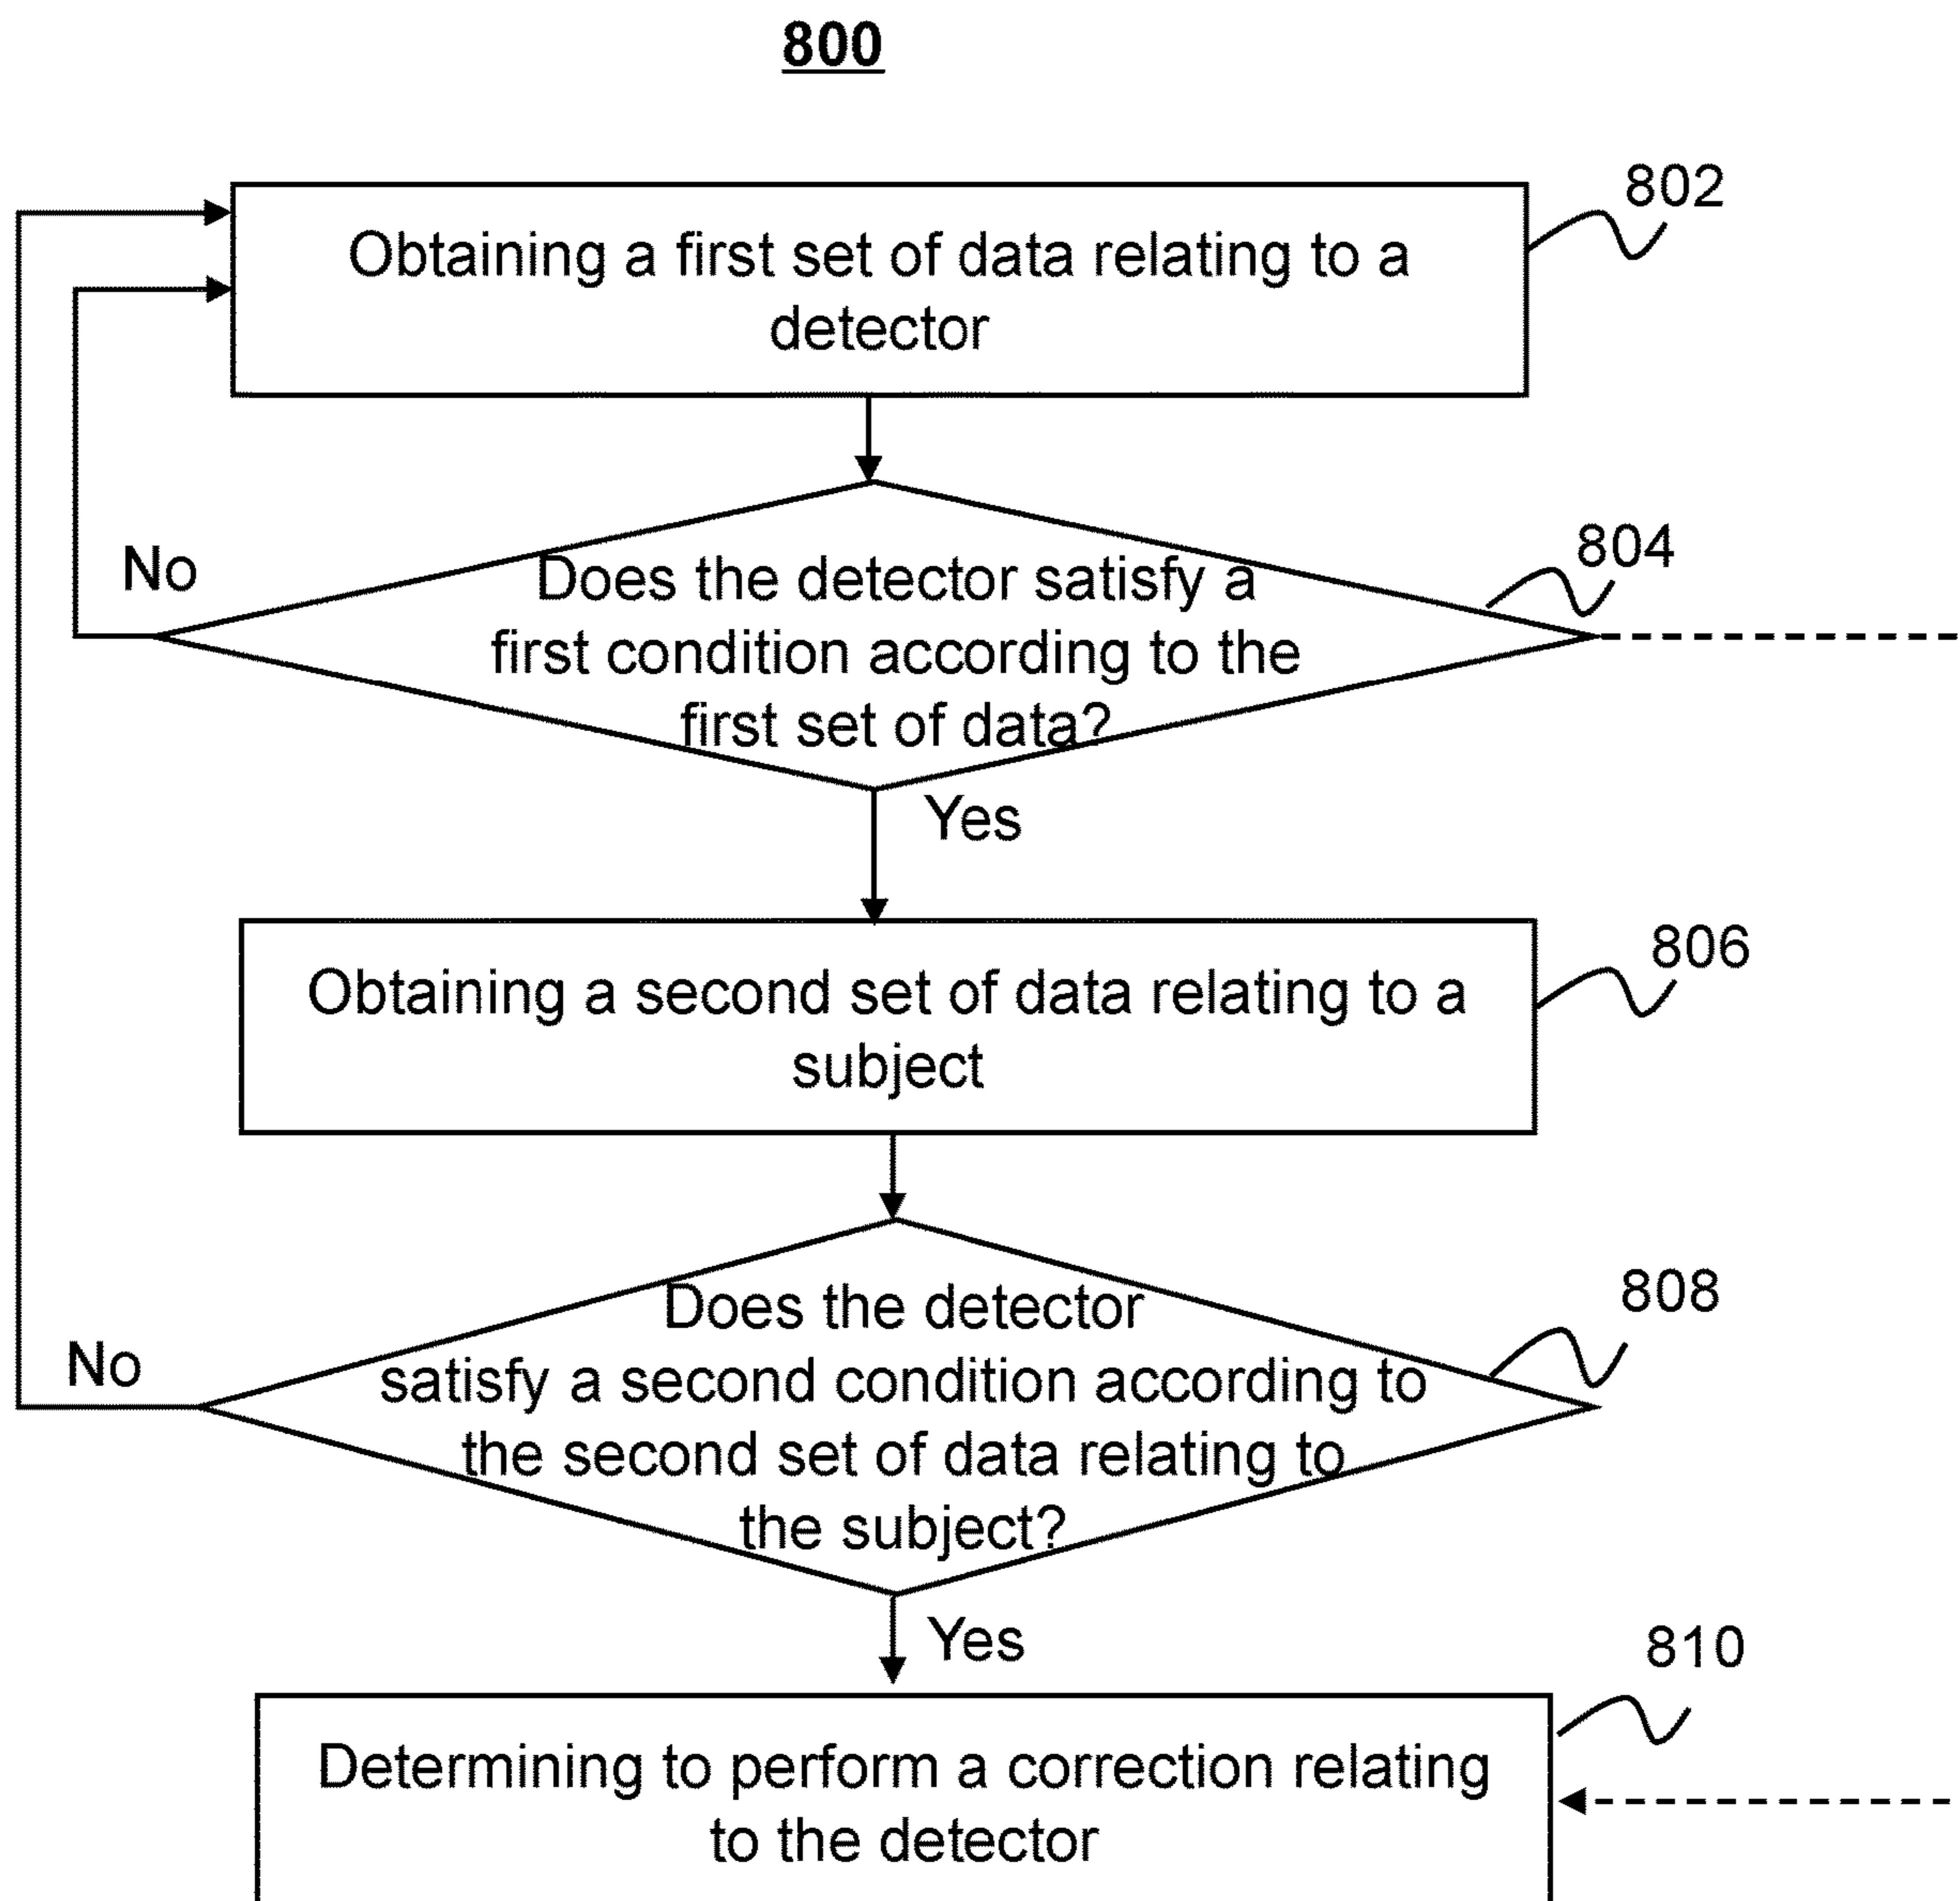 800
802
Obtaining a first set of data relating to a
detector
804
No
Does the detector satisfy a
first condition according to the
first set of data?
Yes
806
Obtaining a second set of data relating to a
subject
808
Does the detector
No
satisfy a second condition according to
the second set of data relating to
the subject?
Yes
810
Determining to perform a correction relating
to the detector